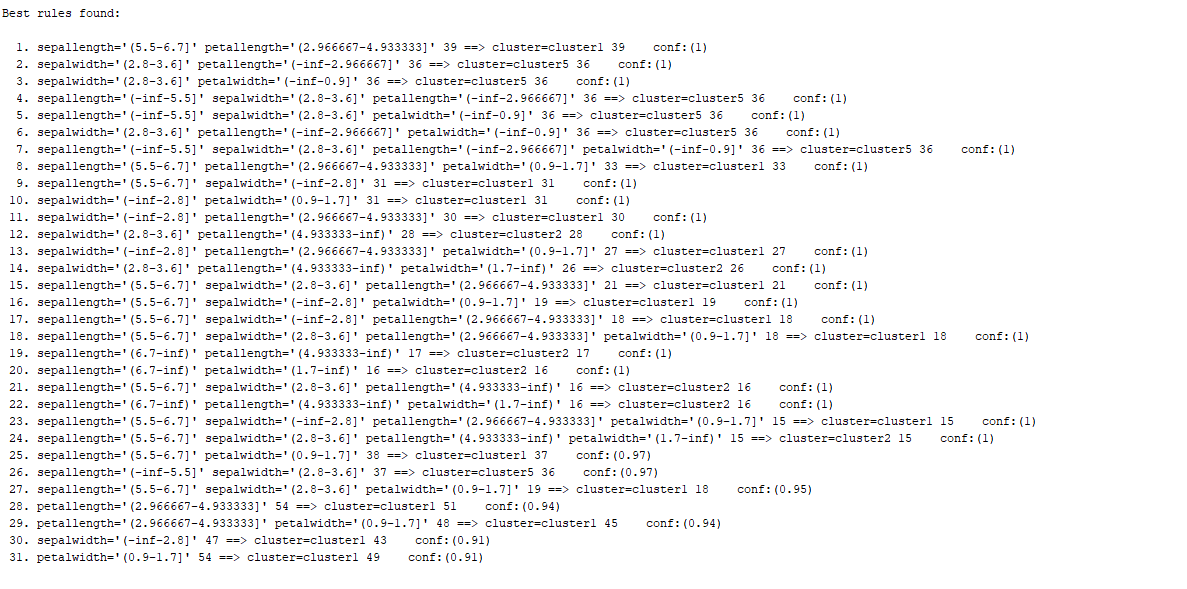 Best rules found:
1. sepallength='(5.5-6.7]' petallength='(2.966667-4.933333]' 39 ==> cluster=cluster1 39 conf:(1)
2. sepalwidth='(2.8-3.6]' petallength='(-inf-2.966667]' 36 ==> cluster=cluster5 36 conf:(1)
3. sepalwidth='(2.8-3.6]' petalwidth='(-inf-0.9]' 36 ==> cluster=cluster5 36 conf:(1)
4. sepallength='(-inf-5.5]' sepalwidth='(2.8-3.6]' petallength='(-inf-2.966667]' 36 ==> cluster=cluster5 36 conf:(1)
5. sepallength='(-inf-5.5]' sepalwidth='(2.8-3.6]' petalwidth='(-inf-0.9]' 36 ==> cluster=cluster5 36 conf:(1)
6. sepalwidth='(2.8-3.6]' petallength='(-inf-2.966667]' petalwidth='(-inf-0.9]' 36 ==> cluster=cluster5 36 conf:(1)
7. sepallength='(-inf-5.5]' sepalwidth='(2.8-3.6]' petallength='(-inf-2.966667]' petalwidth='(-inf-0.9]' 36 ==> cluster=cluster5 36 conf:(1)
8. sepallength='(5.5-6.7]' petallength='(2.966667-4.933333]' petalwidth='(0.9-1.7]' 33 ==> cluster=cluster1 33 conf:(1)
9. sepallength='(5.5-6.7]' sepalwidth='(-inf-2.8]' 31 ==> cluster=cluster1 31 conf:(1)
10. sepalwidth='(-inf-2.8]' petalwidth='(0.9-1.7]' 31 ==> cluster=cluster1 31 conf:(1)
11. sepalwidth='(-inf-2.8]' petallength='(2.966667-4.933333]' 30 ==> cluster=cluster1 30 conf:(1)
12. sepalwidth='(2.8-3.6]' petallength='(4.933333-inf)' 28 ==> cluster=cluster2 28 conf:(1)
13. sepalwidth='(-inf-2.8]' petallength='(2.966667-4.933333]' petalwidth='(0.9-1.7]' 27 ==> cluster=cluster1 27 conf:(1)
14. sepalwidth='(2.8-3.6]' petallength='(4.933333-inf)' petalwidth='(1.7-inf)' 26 ==> cluster=cluster2 26 conf:(1)
15. sepallength='(5.5-6.7]' sepalwidth='(2.8-3.6]' petallength='(2.966667-4.933333]' 21 ==> cluster=cluster1 21 conf:(1)
16. sepallength='(5.5-6.7]' sepalwidth='(-inf-2.8]' petalwidth='(0.9-1.7]' 19 ==> cluster=cluster1 19 conf:(1)
17. sepallength='(5.5-6.7]' sepalwidth='(-inf-2.8]' petallength='(2.966667-4.933333]' 18 ==> cluster=cluster1 18 conf:(1)
18. sepallength='(5.5-6.7]' sepalwidth='(2.8-3.6]' petallength='(2.966667-4.933333]' petalwidth='(0.9-1.7]' 18 ==> cluster=cluster1 18 conf:(1)
19. sepallength='(6.7-inf)' petallength='(4.933333-inf)' 17 ==> cluster=cluster2 17 conf:(1)
20. sepallength='(6.7-inf)' petalwidth='(1.7-inf)' 16 ==> cluster=cluster2 16 conf:(1)
21. sepallength='(5.5-6.7]' sepalwidth='(2.8-3.6]' petallength='(4.933333-inf)' 16 ==> cluster=cluster2 16 conf:(1)
22. sepallength='(6.7-inf)' petallength='(4.933333-inf)' petalwidth='(1.7-inf)' 16 ==> cluster=cluster2 16 conf:(1)
23. sepallength='(5.5-6.7]' sepalwidth='(-inf-2.8]' petallength='(2.966667-4.933333]' petalwidth='(0.9-1.7]' 15 ==> cluster=cluster1 15 conf:(1)
24. sepallength='(5.5-6.7]' sepalwidth='(2.8-3.6]' petallength='(4.933333-inf)' petalwidth='(1.7-inf)' 15 ==> cluster=cluster2 15 conf:(1)
25. sepallength='(5.5-6.7]' petalwidth='(0.9-1.7]' 38 ==> cluster=cluster1 37 conf:(0.97)
26. sepallength='(-inf-5.5]' sepalwidth='(2.8-3.6]' 37 ==> cluster=cluster5 36 conf:(0.97)
27. sepallength='(5.5-6.7]' sepalwidth='(2.8-3.6]' petalwidth='(0.9-1.7]' 19 ==> cluster=cluster1 18 conf:(0.95)
28. petallength='(2.966667-4.933333]' 54 ==> cluster=cluster1 51 conf:(0.94)
29. petallength='(2.966667-4.933333]' petalwidth='(0.9-1.7]' 48 ==> cluster=cluster1 45 conf:(0.94)
30. sepalwidth='(-inf-2.8]' 47 ==> cluster=cluster1 43 conf:(0.91)
31. petalwidth='(0.9-1.7]' 54 ==> cluster=cluster1 49 conf:(0.91)